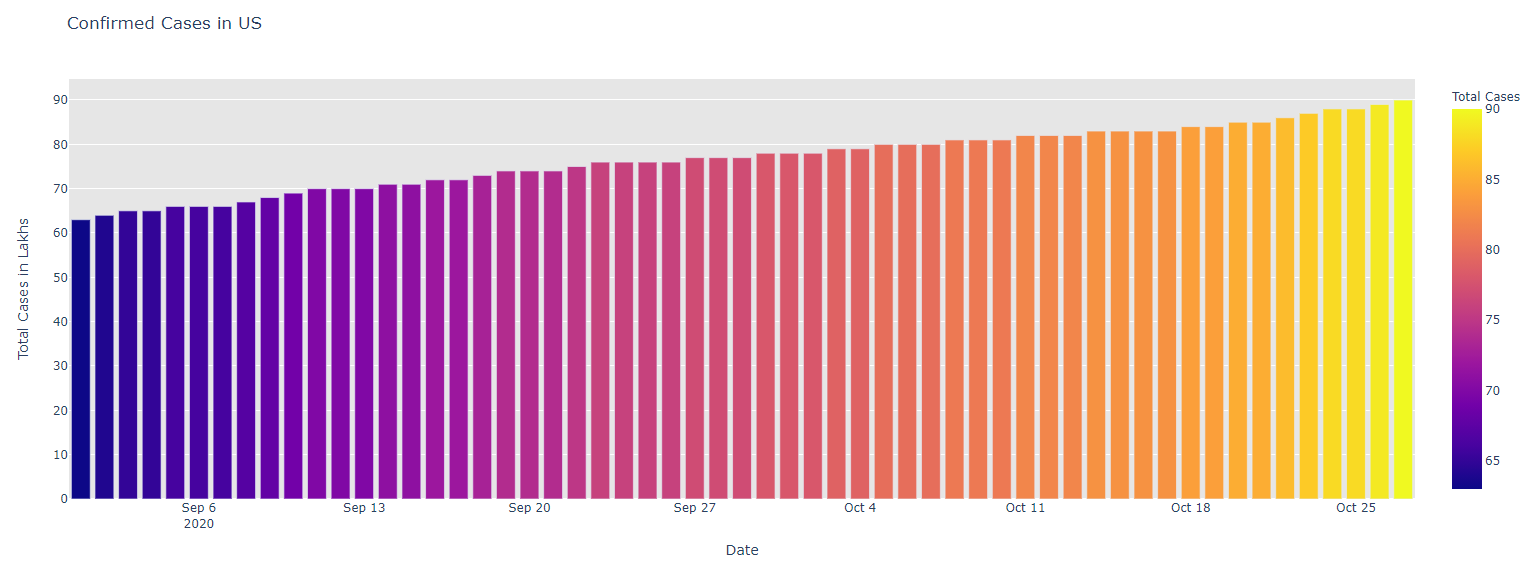 Confirmed Cases in US
Total Cases in Lakhs
90
80
70
60
50
40
30
20
10
0
Sep 6
2020
Sep 13
Sep 20
Sep 27
Oct 4
Oct 11
Oct 18
Oct 25
Date
Total Cases
90
85
80
75
70
65